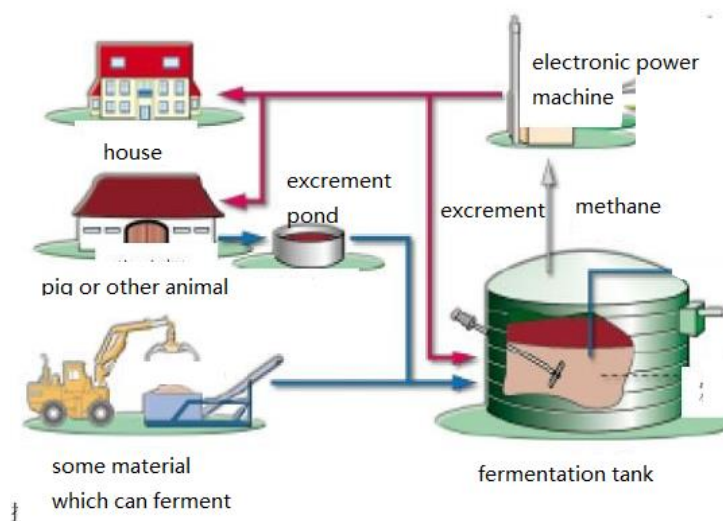 electronic power
machine
house
excrement
pond
excrement
methane
pig or other animal
some material
which can ferment
fermentation tank